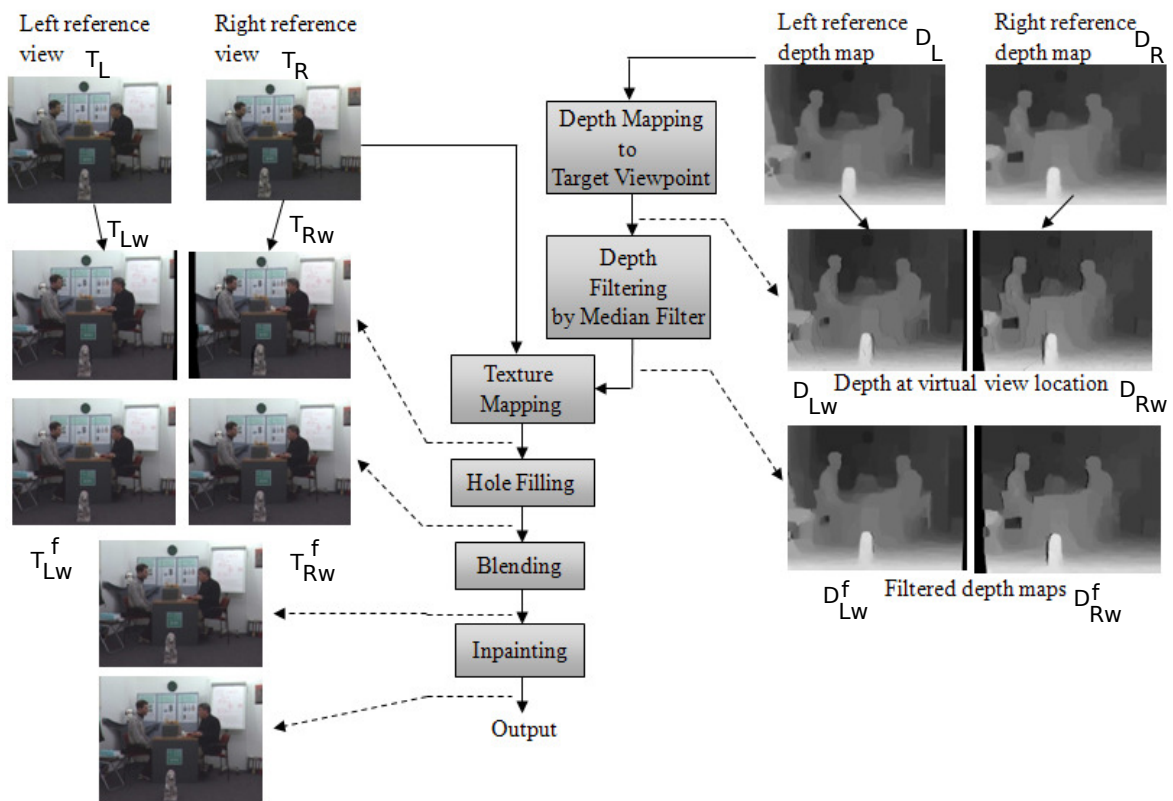 Left reference
view T_L
Right reference
view T_R
Left reference
depth map D_L
Right reference
depth map D_R
Depth Mapping
to
Target Viewpoint
T_Lw
T_Rw
Depth
Filtering
by Median Filter
Texture
Mapping
D_Lw
Depth at virtual view location
D_Rw
Hole Filling
T^f_Lw
T^f_Rw
Blending
D^f_Lw
Filtered depth maps
D^f_Rw
Inpainting
Output